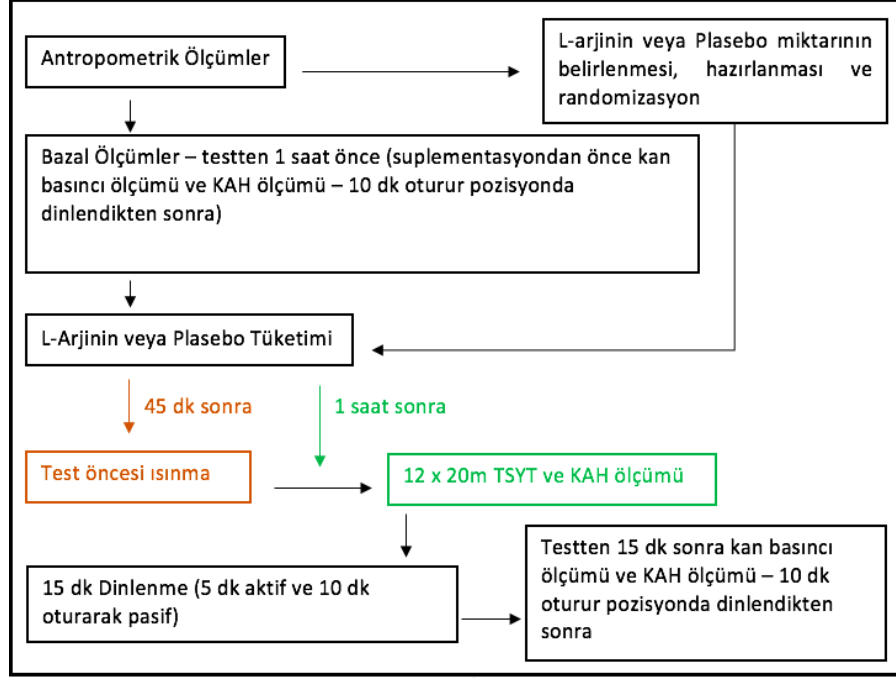 Antropometrik Ölçümler
L-arjinin veya Plasebo miktarının
belirlenmesi, hazırlanması ve
randomizasyon
Bazal Ölçümler – testten 1 saat önce (suplementasyondan önce kan
basıncı ölçümü ve KAH ölçümü – 10 dk oturur pozisyonda
dinlendikten sonra)
L-Arjinin veya Plasebo Tüketimi
45 dk sonra
1 saat sonra
Test öncesi ısınma
12 x 20m TSYT ve KAH ölçümü
15 dk Dinlenme (5 dk aktif ve 10 dk
oturarak pasif)
Testten 15 dk sonra kan basıncı
ölçümü ve KAH ölçümü – 10 dk
oturur pozisyonda dinlendikten
sonra